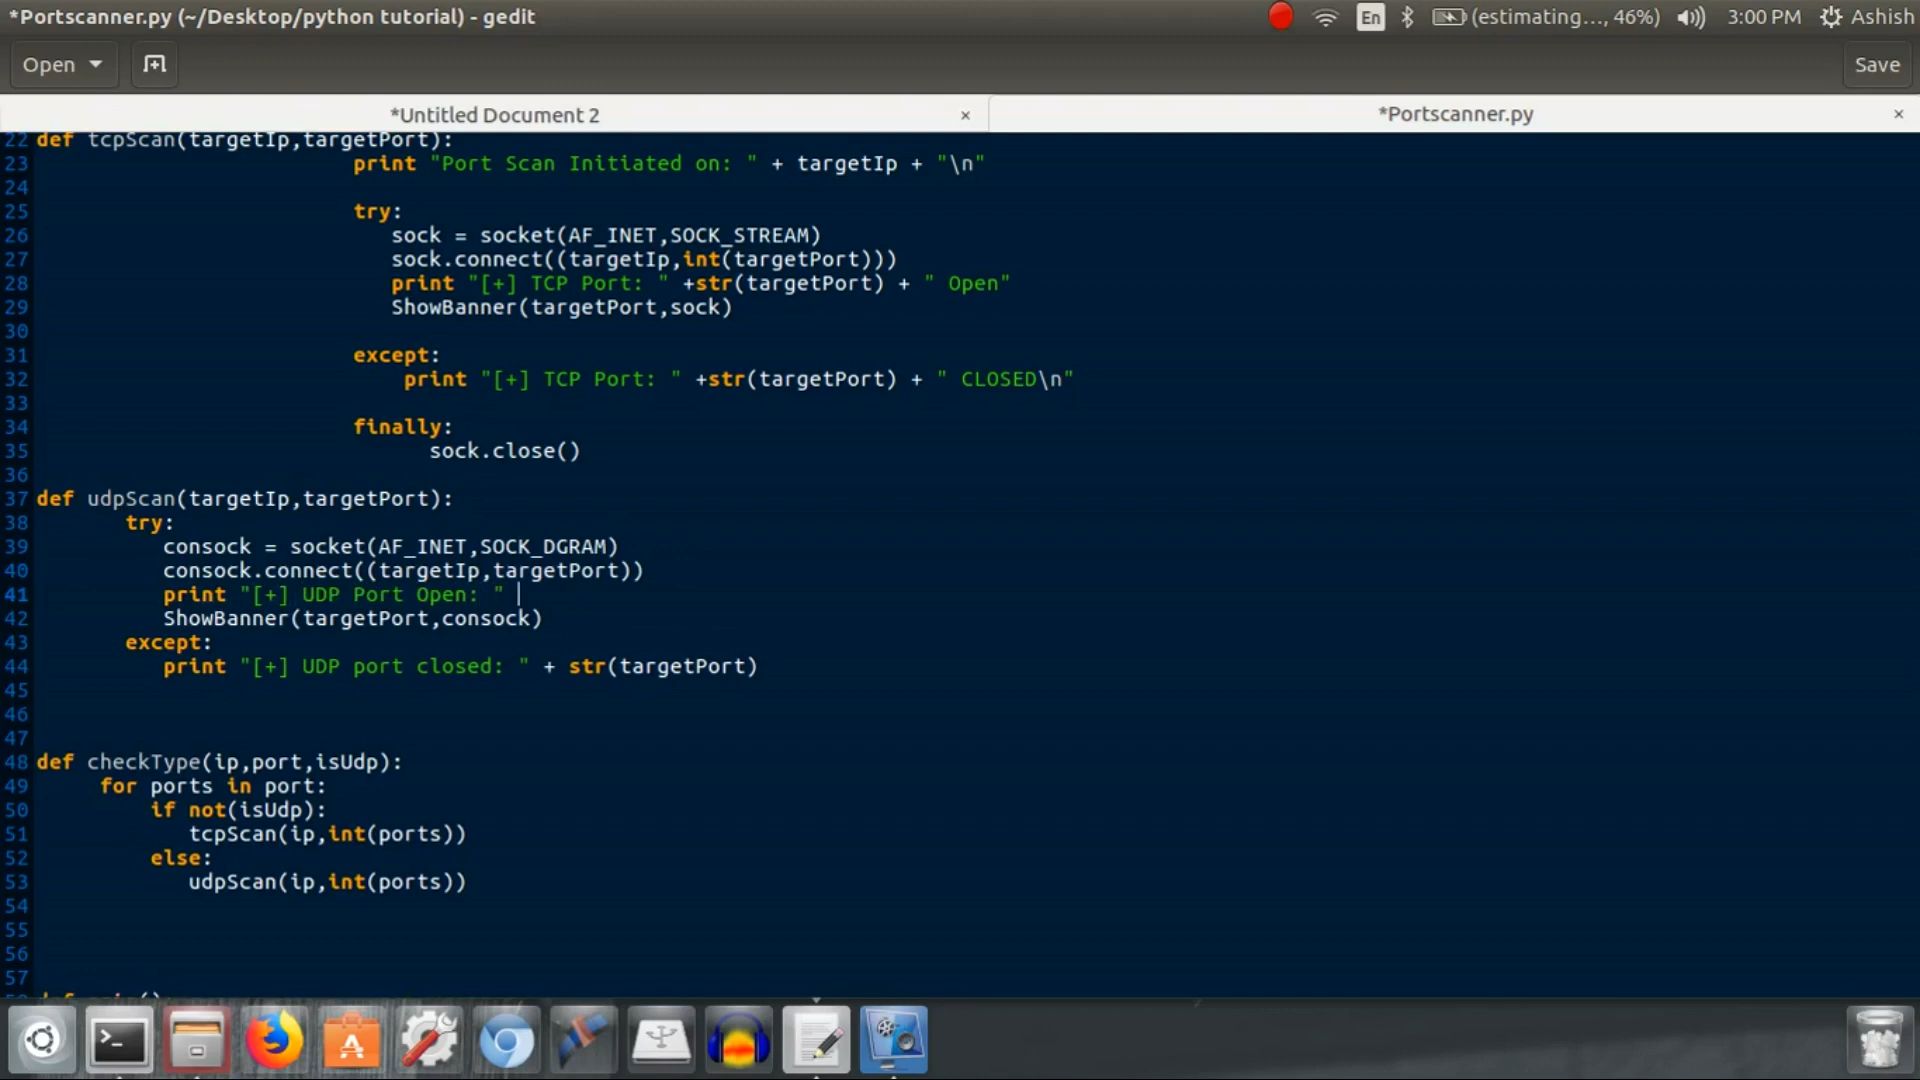 *Portscanner.py (~/Desktop/python tutorial) - gedit
En
(estimating..., 46%)
3:00 PM
Ashish
Open
Save
*Untitled Document 2 ×
*Portscanner.py ×
22 def tcpScan(targetIp,targetPort):
23 print "Port Scan Initiated on: " + targetIp + "\n"
24
25 try:
26 sock = socket(AF_INET,SOCK_STREAM)
27 sock.connect((targetIp,int(targetPort)))
28 print "[+] TCP Port: " +str(targetPort) + " Open"
29 ShowBanner(targetPort,sock)
30
31 except:
32 print "[+] TCP Port: " +str(targetPort) + " CLOSED\n"
33
34 finally:
35 sock.close()
36
37 def udpScan(targetIp,targetPort):
38 try:
39 consock = socket(AF_INET,SOCK_DGRAM)
40 consock.connect((targetIp,targetPort))
41 print "[+] UDP Port Open: "
42 ShowBanner(targetPort,consock)
43 except:
44 print "[+] UDP port closed: " + str(targetPort)
45
46
47
48 def checkType(ip,port,isUdp):
49 for ports in port:
50 if not(isUdp):
51 tcpScan(ip,int(ports))
52 else:
53 udpScan(ip,int(ports))
54
55
56
57